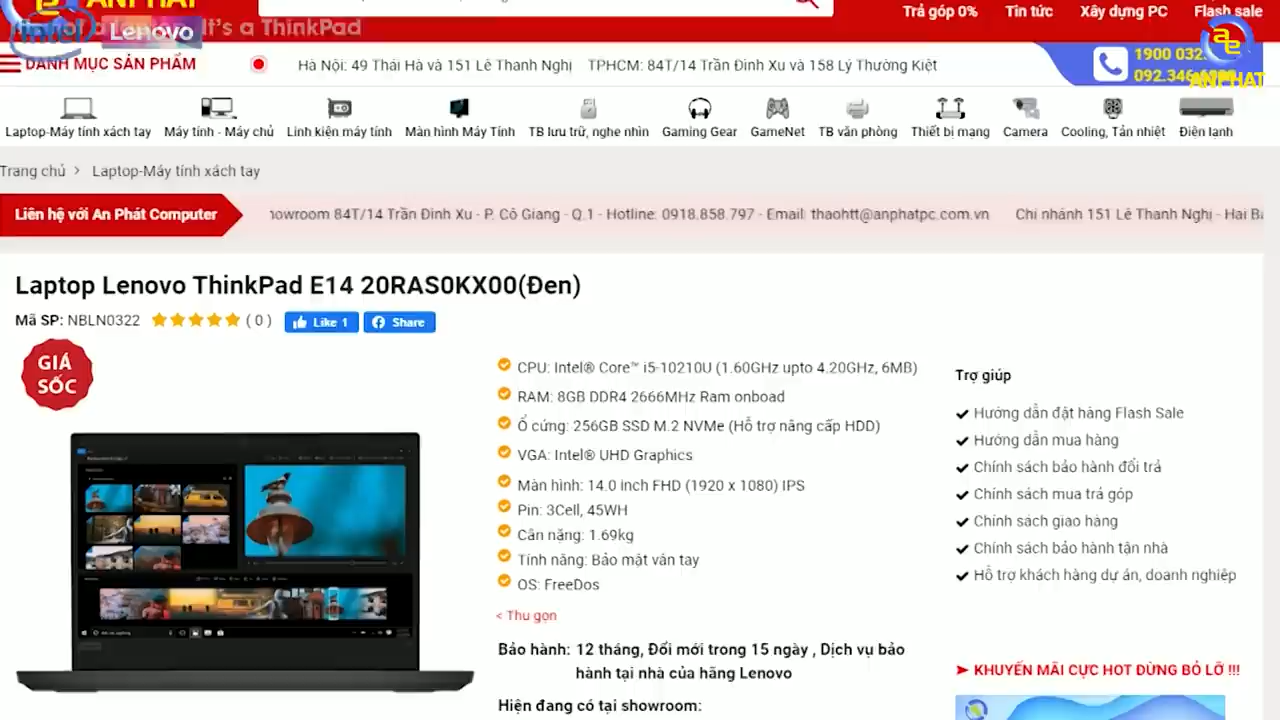 AN PHÁT
It's a ThinkPad
intel
Lenovo
Trả góp 0%
Tin tức
Xây dựng PC
Flash sale
DANH MỤC SẢN PHẨM
Hà Nội: 49 Thái Hà và 151 Lê Thanh Nghị
TPHCM: 84T/14 Trần Đình Xu và 158 Lý Thường Kiệt
1900 032
092.346
ANPHAT
Laptop-Máy tính xách tay
Máy tính - Máy chủ
Linh kiện máy tính
Màn hình Máy Tính
TB lưu trữ, nghe nhìn
Gaming Gear
GameNet
TB văn phòng
Thiết bị mạng
Camera
Cooling, Tản nhiệt
Điện lạnh
Trang chủ > Laptop-Máy tính xách tay
Liên hệ với An Phát Computer
howroom 84T/14 Trần Đình Xu - P. Cô Giang - Q.1 - Hotline: 0918.858.797 - Email: thaohtt@anphatpc.com.vn
Chi nhánh 151 Lê Thanh Nghị - Hai Bà
Laptop Lenovo ThinkPad E14 20RAS0KX00(Đen)
Mã SP: NBLN0322 ( 0 ) Like 1 Share
GIÁ
SỐC
CPU: Intel® Core™ i5-10210U (1.60GHz upto 4.20GHz, 6MB)
RAM: 8GB DDR4 2666MHz Ram onboad
Ổ cứng: 256GB SSD M.2 NVMe (Hỗ trợ nâng cấp HDD)
VGA: Intel® UHD Graphics
Màn hình: 14.0 inch FHD (1920 x 1080) IPS
Pin: 3Cell, 45WH
Cân nặng: 1.69kg
Tính năng: Bảo mật vân tay
OS: FreeDos
< Thu gọn
Bảo hành: 12 tháng, Đổi mới trong 15 ngày , Dịch vụ bảo
hành tại nhà của hãng Lenovo
Hiện đang có tại showroom:
Trợ giúp
Hướng dẫn đặt hàng Flash Sale
Hướng dẫn mua hàng
Chính sách bảo hành đổi trả
Chính sách mua trả góp
Chính sách giao hàng
Chính sách bảo hành tận nhà
Hỗ trợ khách hàng dự án, doanh nghiệp
➤ KHUYẾN MÃI CỰC HOT ĐỪNG BỎ LỠ !!!